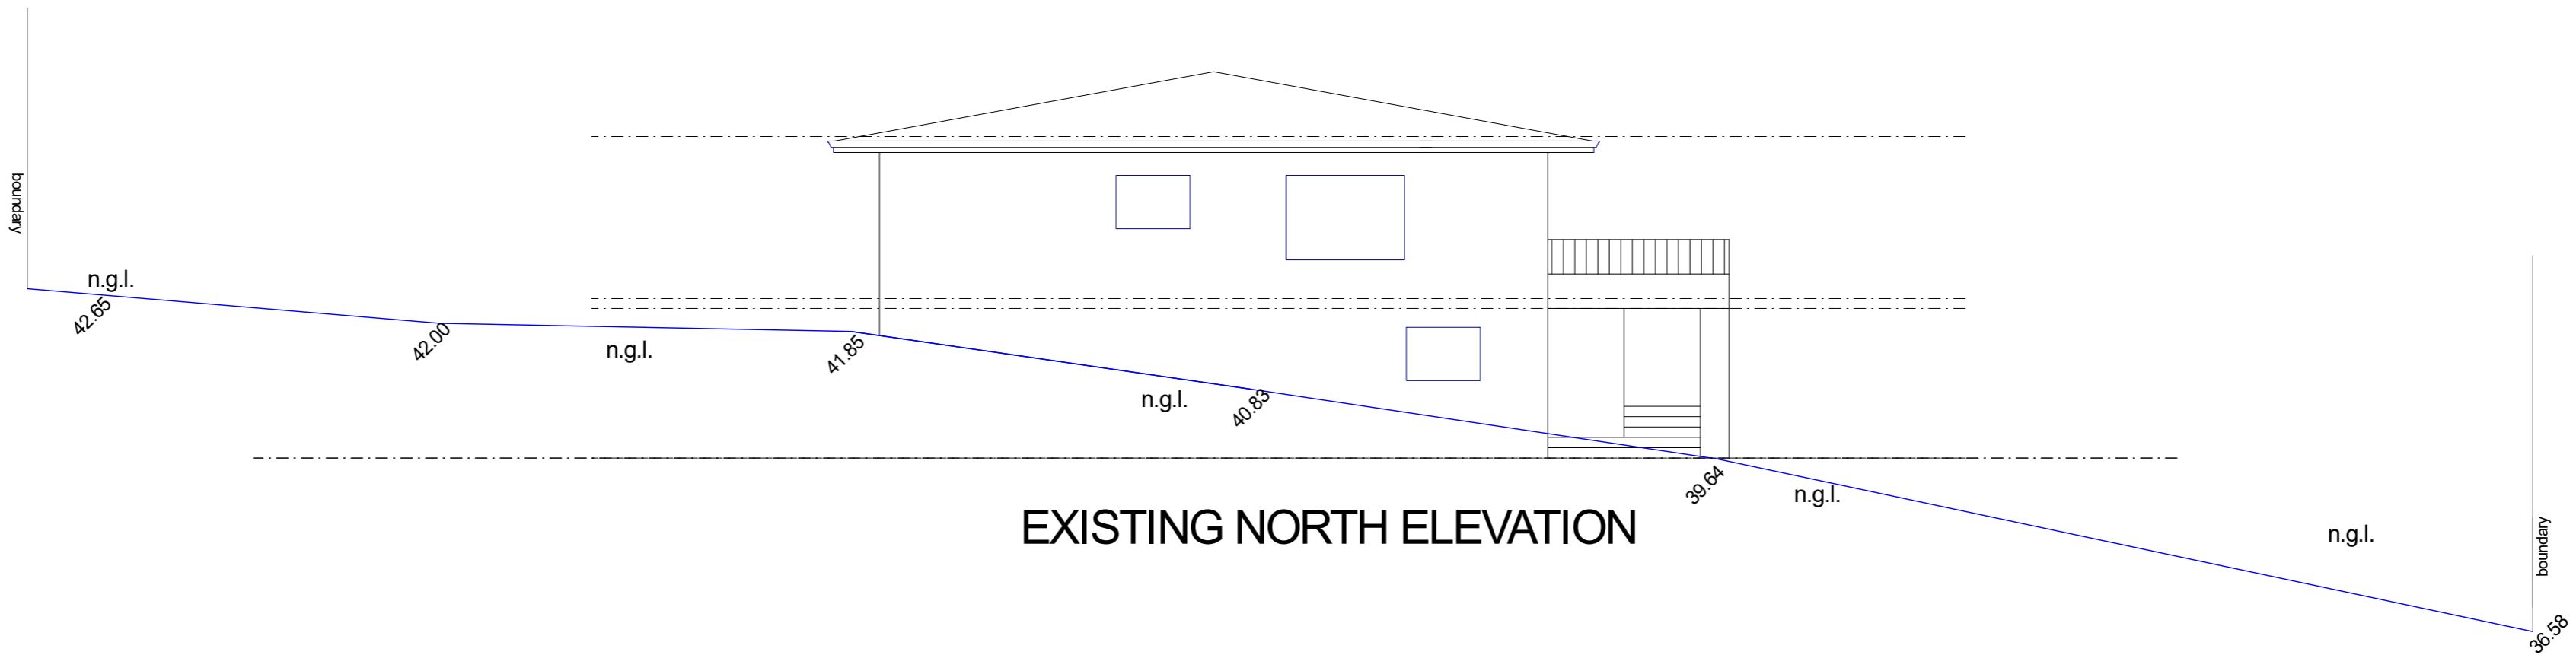 boundary
n.g.l.
42.65
42.00
n.g.l.
41.85
n.g.l.
40.83
39.64
n.g.l.
EXISTING NORTH ELEVATION
n.g.l.
boundary
36.58